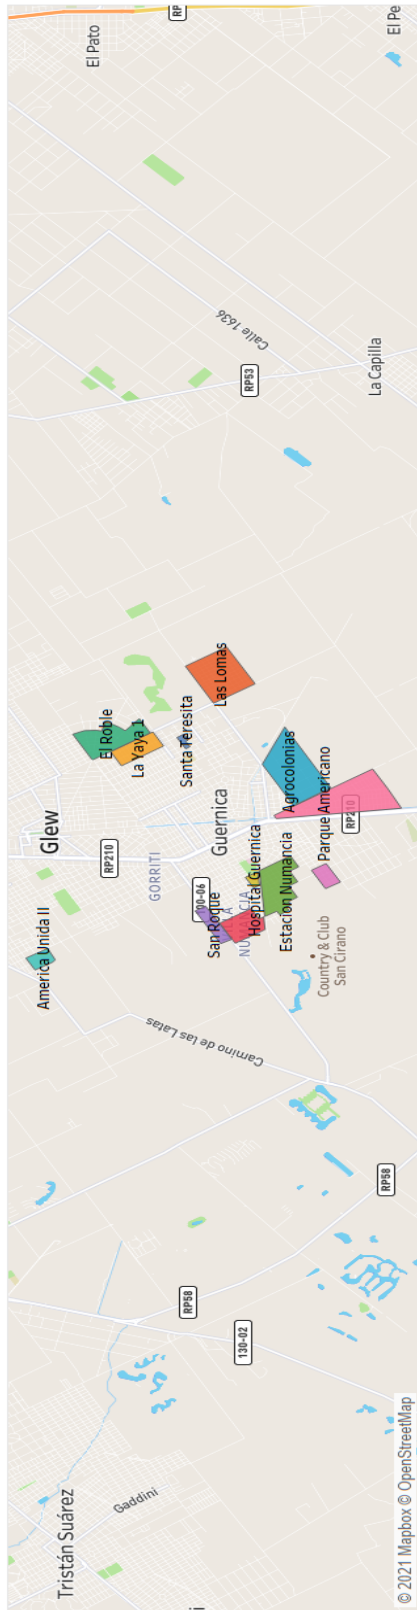 El Pato
RP
El Pe
Calle 1636
RP53
La Capilla
El Roble
La Yaya 1
Santa Teresita
Las Lomas
Glew
RP210
GORRITI
Guernica
Agrocolonias
Parque Americano
RP210
Hospital Guernica
Estacion Numancia
San Roque
America Unida II
Country & Club
San Cirano
Camino de las Latas
RP58
RP58
130-02
Tristán Suárez
Gaddini
© 2021 Mapbox © OpenStreetMap